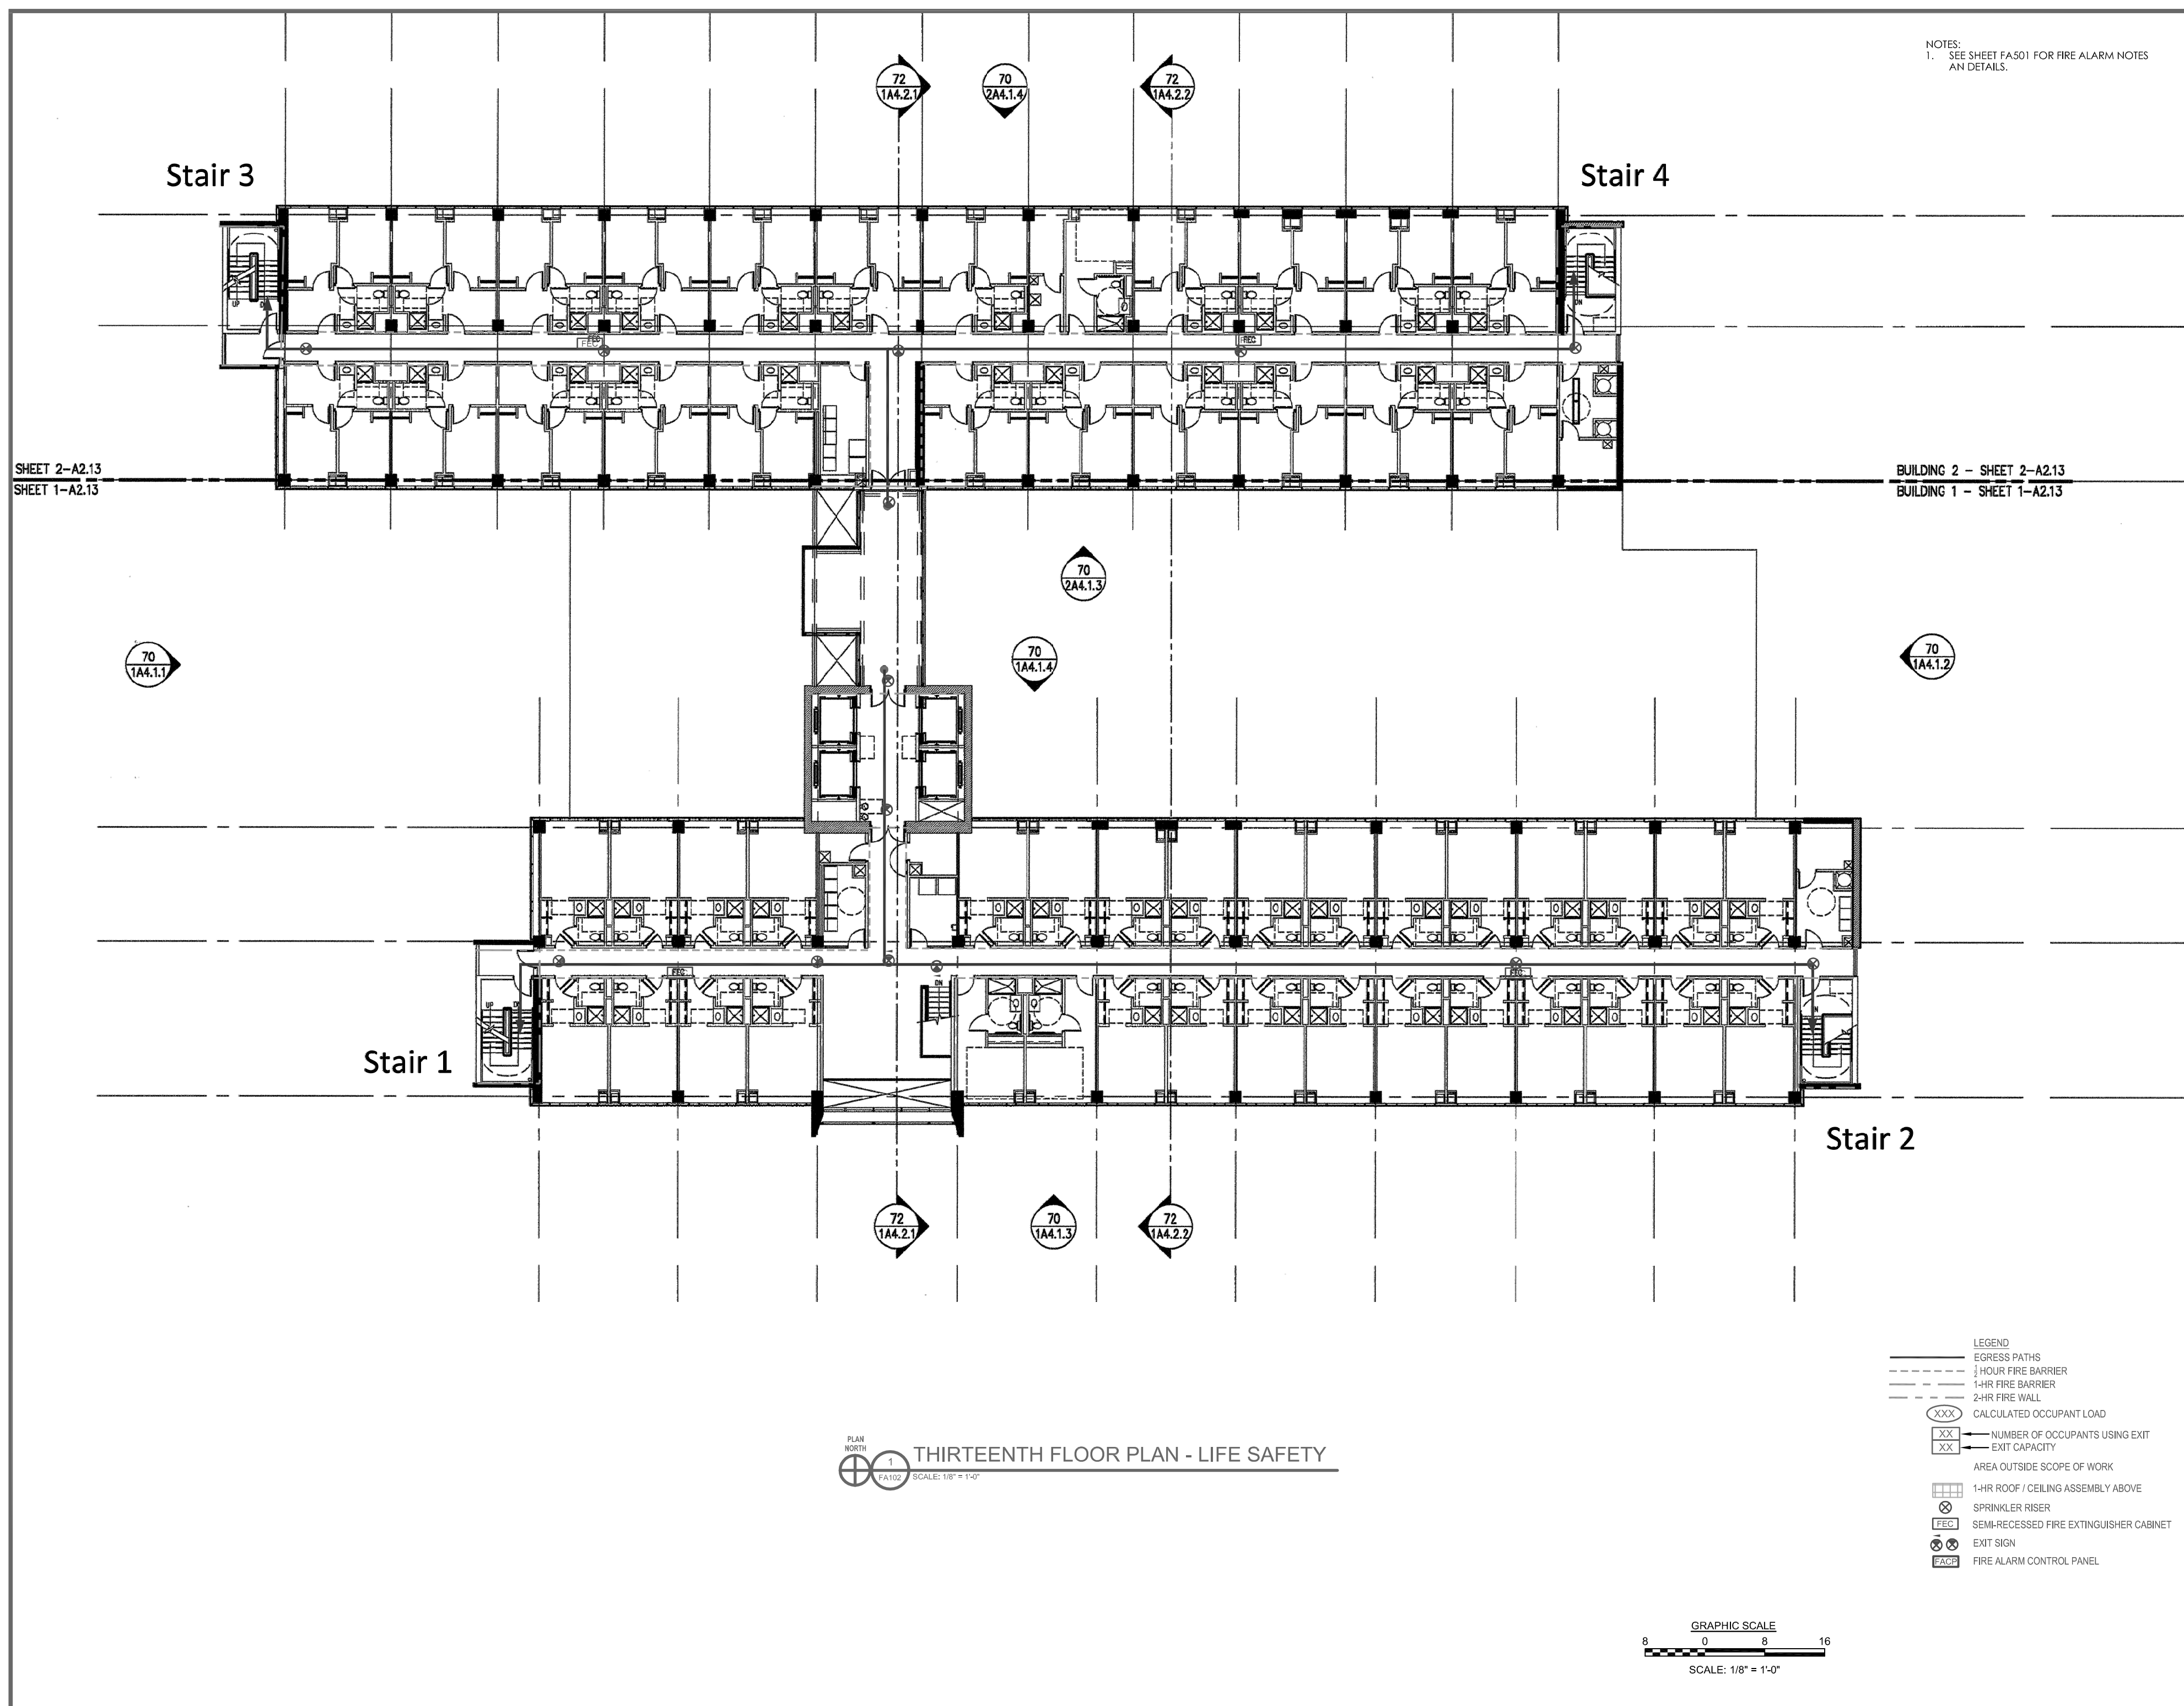 NOTES:
1. SEE SHEET FA501 FOR FIRE ALARM NOTES
AN DETAILS.
72
1A4.2.1
70
2A4.1.4
72
1A4.2.2
Stair 3
Stair 4
UP
DN
FEC
FEC
SHEET 2-A2.13
SHEET 1-A2.13
BUILDING 2 - SHEET 2-A2.13
BUILDING 1 - SHEET 1-A2.13
70
2A4.1.3
70
1A4.1.1
70
1A4.1.4
70
1A4.1.2
FEC
FEC
UP
DN
DN
Stair 1
Stair 2
72
1A4.2.1
70
1A4.1.3
72
1A4.2.2
LEGEND
EGRESS PATHS
1/2 HOUR FIRE BARRIER
1-HR FIRE BARRIER
2-HR FIRE WALL
XXX CALCULATED OCCUPANT LOAD
XX NUMBER OF OCCUPANTS USING EXIT
XX EXIT CAPACITY
AREA OUTSIDE SCOPE OF WORK
1-HR ROOF / CEILING ASSEMBLY ABOVE
SPRINKLER RISER
FEC SEMI-RECESSED FIRE EXTINGUISHER CABINET
EXIT SIGN
FACP FIRE ALARM CONTROL PANEL
PLAN
NORTH
1
FA102
THIRTEENTH FLOOR PLAN - LIFE SAFETY
SCALE: 1/8" = 1'-0"
GRAPHIC SCALE
8 0 8 16
SCALE: 1/8" = 1'-0"